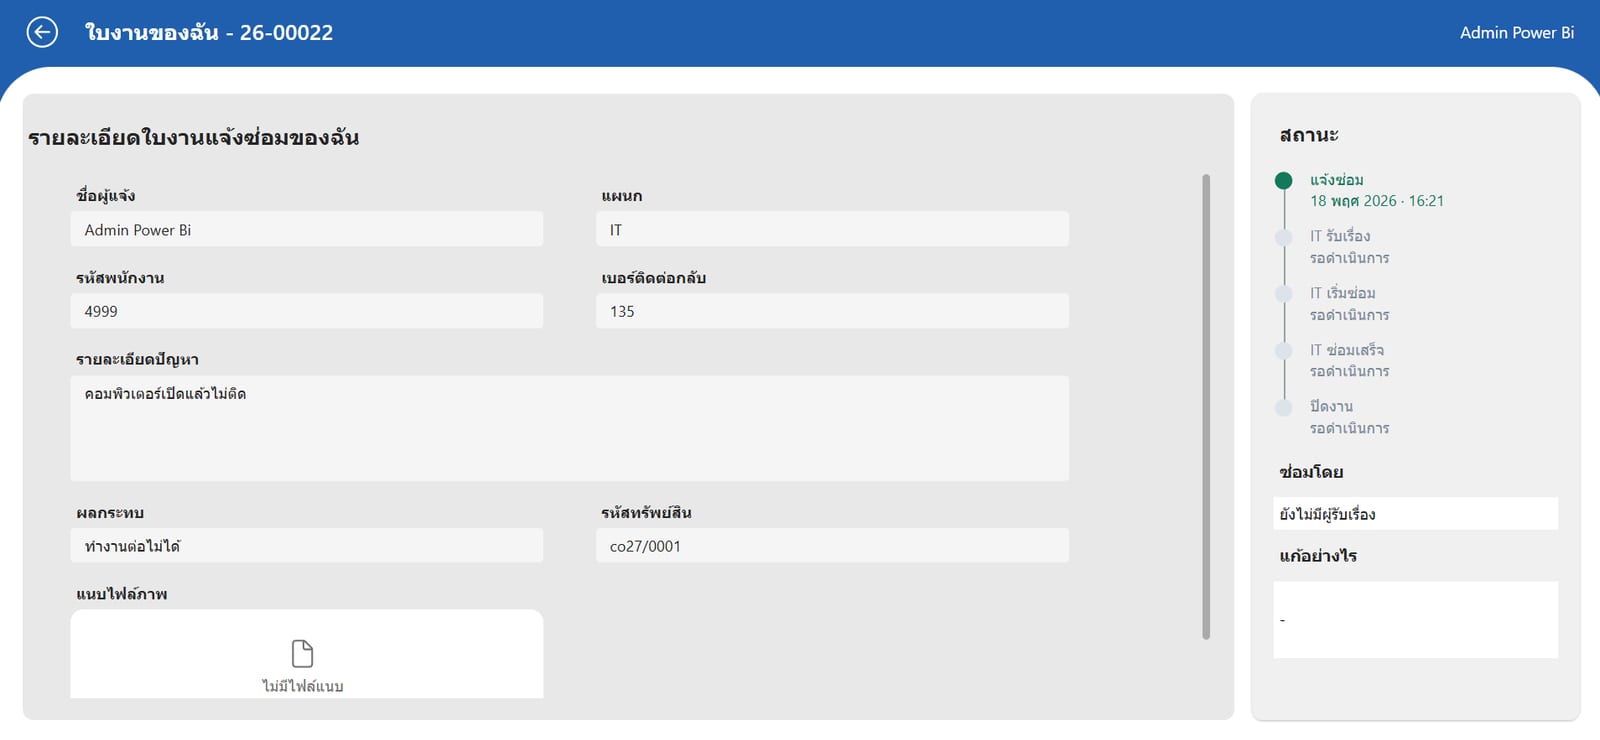 ใบงานของฉัน - 26-00022
Admin Power Bi
รายละเอียดใบงานแจ้งซ่อมของฉัน
ชื่อผู้แจ้ง
แผนก
Admin Power Bi
IT
รหัสพนักงาน
เบอร์ติดต่อกลับ
4999
135
รายละเอียดปัญหา
คอมพิวเตอร์เปิดแล้วไม่ติด
ผลกระทบ
รหัสทรัพย์สิน
ทำงานต่อไม่ได้
co27/0001
แนบไฟล์ภาพ
ไม่มีไฟล์แนบ
สถานะ
แจ้งซ่อม
18 พฤศ 2026 · 16:21
IT รับเรื่อง
รอดำเนินการ
IT เริ่มซ่อม
รอดำเนินการ
IT ซ่อมเสร็จ
รอดำเนินการ
ปิดงาน
รอดำเนินการ
ซ่อมโดย
ยังไม่มีผู้รับเรื่อง
แก้อย่างไร
-